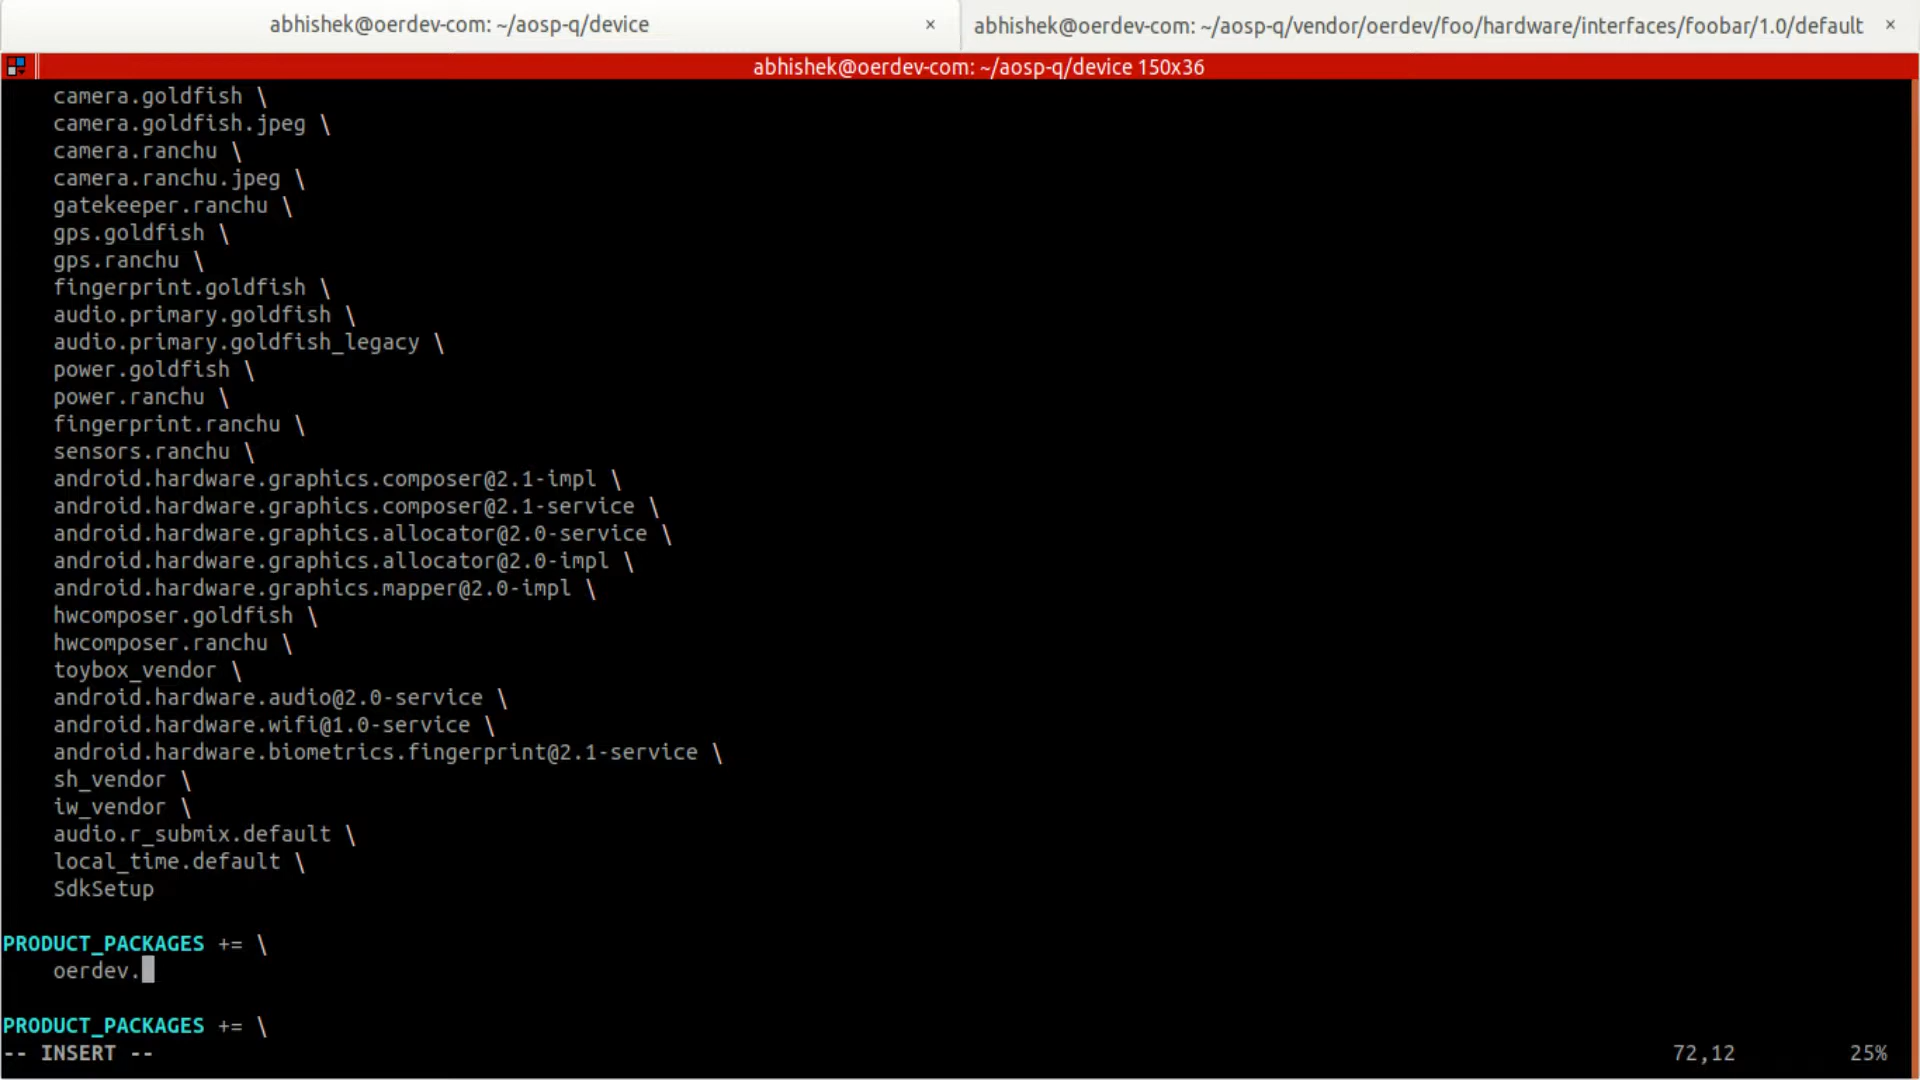 abhishek@oerdev-com: ~/aosp-q/device ×
abhishek@oerdev-com: ~/aosp-q/vendor/oerdev/foo/hardware/interfaces/foobar/1.0/default ×
abhishek@oerdev-com: ~/aosp-q/device 150x36
camera.goldfish \
camera.goldfish.jpeg \
camera.ranchu \
camera.ranchu.jpeg \
gatekeeper.ranchu \
gps.goldfish \
gps.ranchu \
fingerprint.goldfish \
audio.primary.goldfish \
audio.primary.goldfish_legacy \
power.goldfish \
power.ranchu \
fingerprint.ranchu \
sensors.ranchu \
android.hardware.graphics.composer@2.1-impl \
android.hardware.graphics.composer@2.1-service \
android.hardware.graphics.allocator@2.0-service \
android.hardware.graphics.allocator@2.0-impl \
android.hardware.graphics.mapper@2.0-impl \
hwcomposer.goldfish \
hwcomposer.ranchu \
toybox_vendor \
android.hardware.audio@2.0-service \
android.hardware.wifi@1.0-service \
android.hardware.biometrics.fingerprint@2.1-service \
sh_vendor \
iw_vendor \
audio.r_submix.default \
local_time.default \
SdkSetup
PRODUCT_PACKAGES += \
oerdev.
PRODUCT_PACKAGES += \
-- INSERT -- 72,12 25%